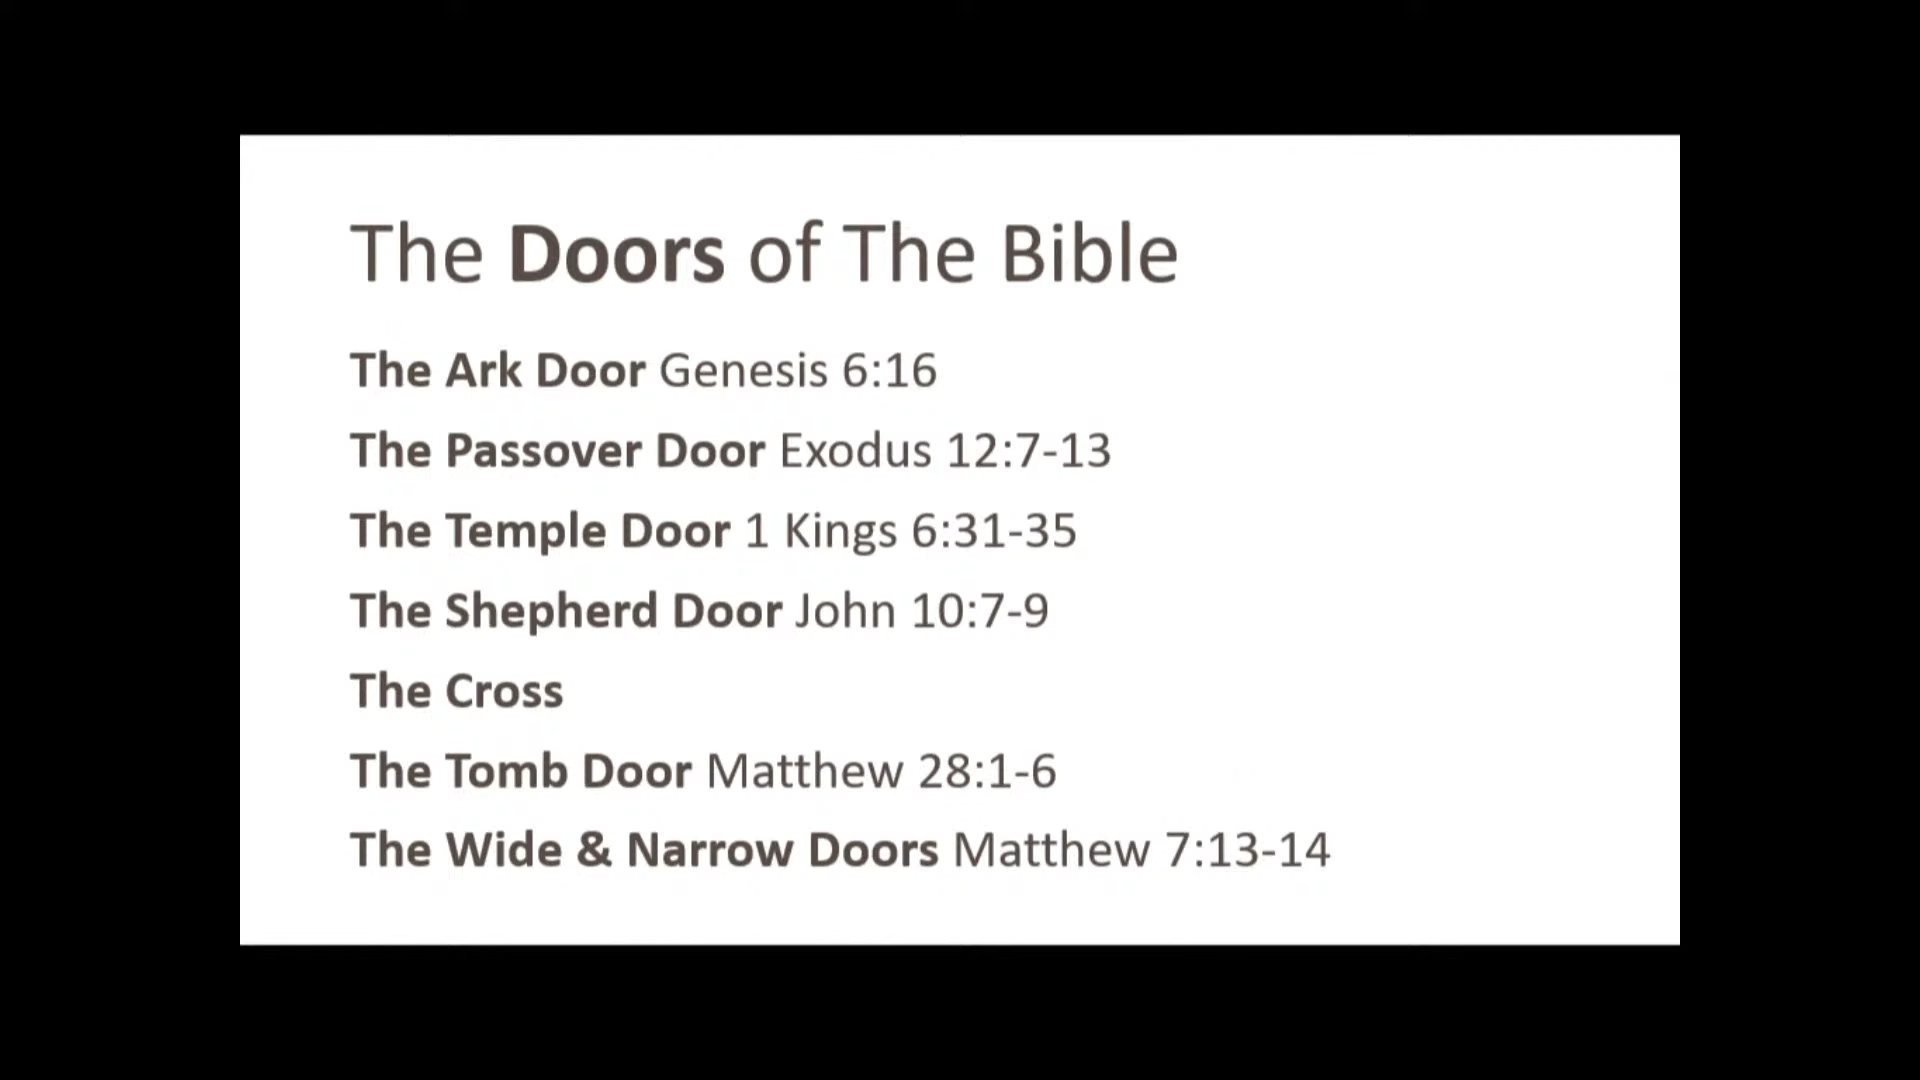 The Doors of The Bible
The Ark Door Genesis 6:16
The Passover Door Exodus 12:7-13
The Temple Door 1 Kings 6:31-35
The Shepherd Door John 10:7-9
The Cross
The Tomb Door Matthew 28:1-6
The Wide & Narrow Doors Matthew 7:13-14